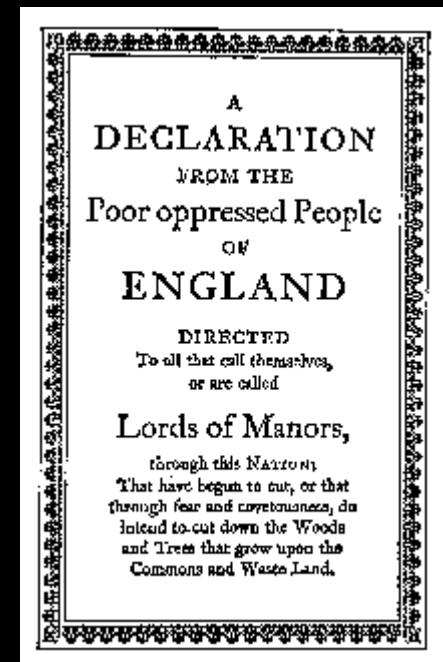 A
DECLARATION
FROM THE
Poor oppressed People
OF
ENGLAND
DIRECTED
To all that call themselves,
or are called
Lords of Manors,
through this NATION;
That have begun to cut, or that
through fear and covetousness, do
intend to cut down the Woods
and Trees that grow upon the
Commons and Waste Land.